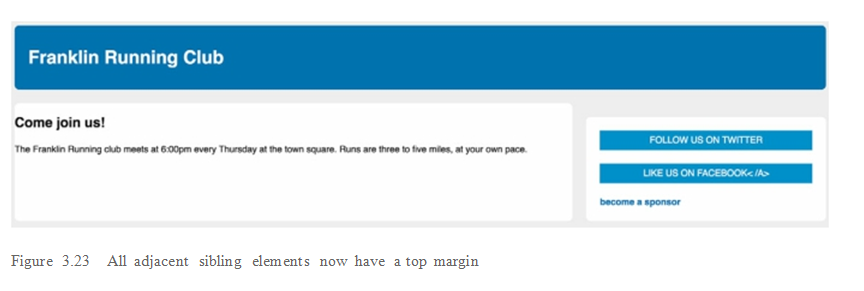 Franklin Running Club
Come join us!
The Franklin Running club meets at 6:00pm every Thursday at the town square. Runs are three to five miles, at your own pace.
FOLLOW US ON TWITTER
LIKE US ON FACEBOOK</A>
become a sponsor
Figure 3.23 All adjacent sibling elements now have a top margin